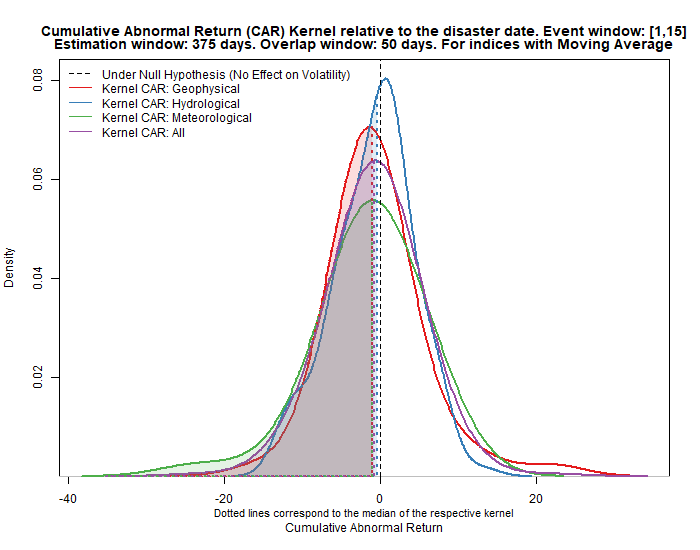 Cumulative Abnormal Return (CAR) Kernel relative to the disaster date. Event window: [1,15]
Estimation window: 375 days. Overlap window: 50 days. For indices with Moving Average
Under Null Hypothesis (No Effect on Volatility)
Kernel CAR: Geophysical
Kernel CAR: Hydrological
Kernel CAR: Meteorological
Kernel CAR: All
0.08
0.06
0.04
0.02
Density
-40
-20
0
20
Dotted lines correspond to the median of the respective kernel
Cumulative Abnormal Return